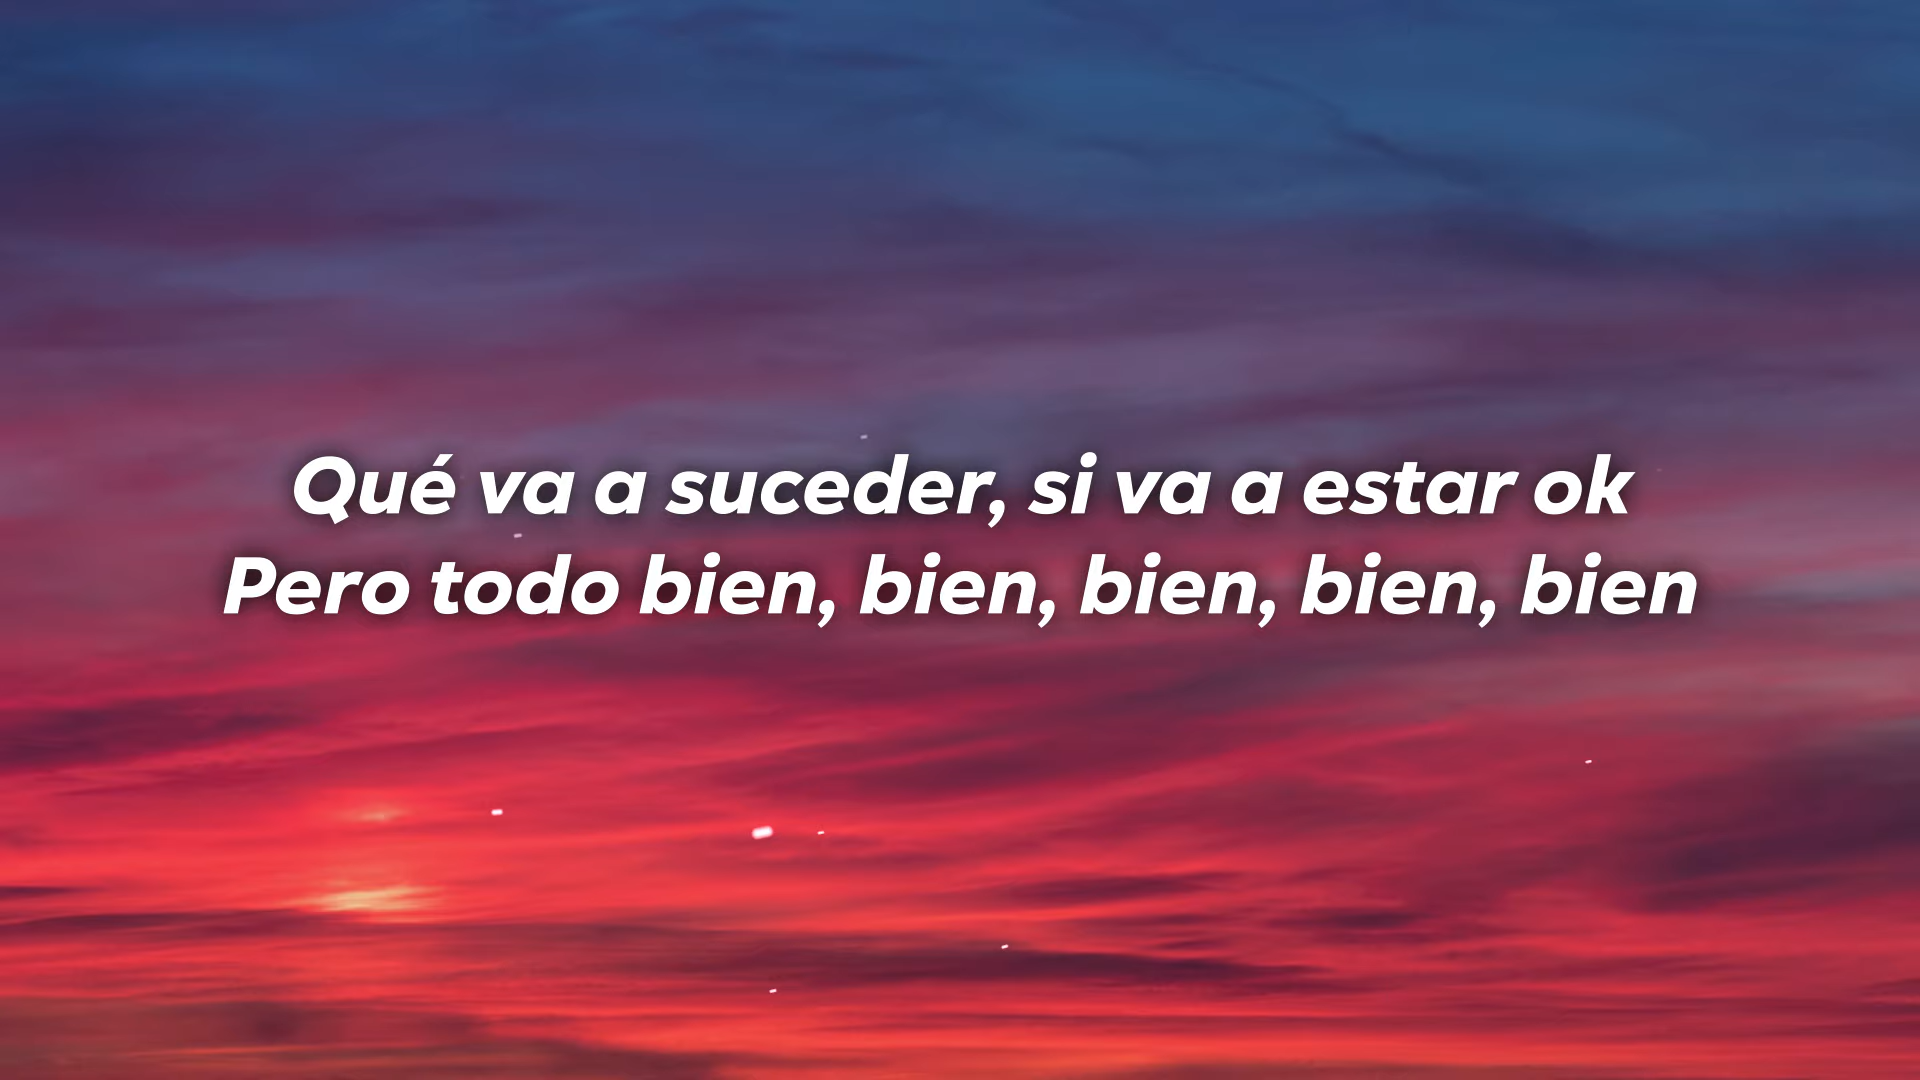 Qué va a suceder, si va a estar ok
Pero todo bien, bien, bien, bien, bien